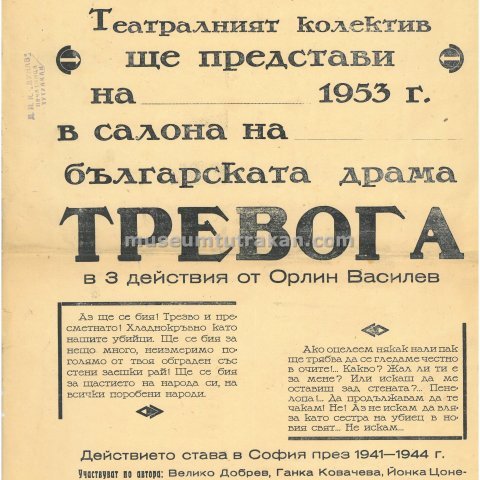 Театралният колектив
ще представи
на 1953 г.
в салона на
българската драма
ТРЕВОГА
museumtutrakan.com
в 3 действия от Орлин Василев
Аз ще се бия! Трезво и пре-
сметнато! Хладнокръвно като
нашите убийци. Ще се бия за
нещо много, неизмеримо по-
голямо от твоя обграден със
стени заешки рай! Ще се бия
за щастието на народа си, на
всички поробени народи.
Ако оцелеем някак нали пак
ще трябва да се гледаме честно
в очите!.. Какво? Жал ли ти е
за мене? Или искаш да ме
оставиш зад стената?.. Пене-
лопа!.. Да продължавам да те
чакам! Не! Аз не искам да вля-
за като сестра на убиец в но-
вия свят... Не искам...
Действието става в София през 1941–1944 г.
Участвуват по автора: Велико Добрев, Ганка Ковачева, Йонка Цоне-